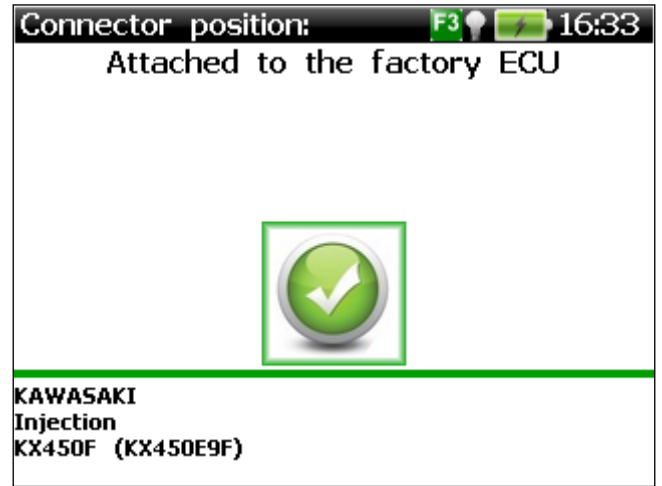 Connector position: F3 16:33
Attached to the factory ECU
KAWASAKI
Injection
KX450F (KX450E9F)